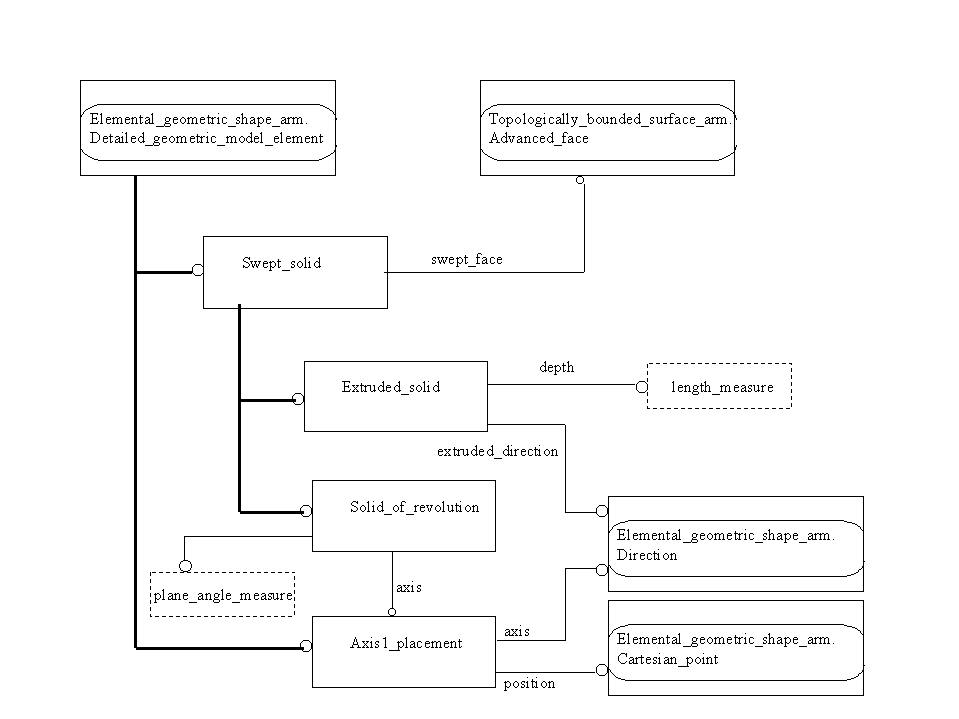 Elemental_geometric_shape_arm.
Detailed_geometric_model_element
Topologically_bounded_surface_arm.
Advanced_face
Swept_solid
swept_face
Extruded_solid
depth
length_measure
extruded_direction
Solid_of_revolution
Elemental_geometric_shape_arm.
Direction
plane_angle_measure
axis
Axis1_placement
axis
position
Elemental_geometric_shape_arm.
Cartesian_point